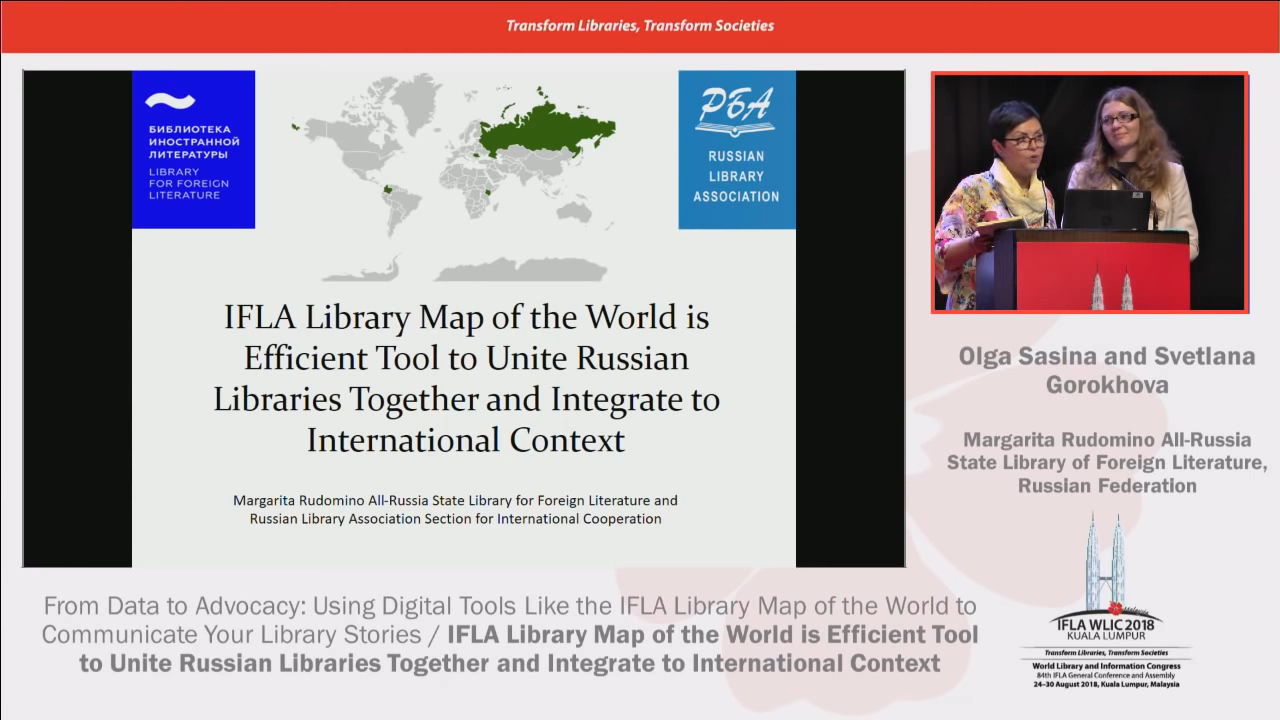 Transform Libraries, Transform Societies
БИБЛИОТЕКА
ИНОСТРАННОЙ
ЛИТЕРАТУРЫ
LIBRARY
FOR FOREIGN
LITERATURE
РБА
RUSSIAN
LIBRARY
ASSOCIATION
IFLA Library Map of the World is
Efficient Tool to Unite Russian
Libraries Together and Integrate to
International Context
Margarita Rudomino All-Russia State Library for Foreign Literature and
Russian Library Association Section for International Cooperation
Olga Sasina and Svetlana
Gorokhova
Margarita Rudomino All-Russia
State Library of Foreign Literature,
Russian Federation
From Data to Advocacy: Using Digital Tools Like the IFLA Library Map of the World to
Communicate Your Library Stories / IFLA Library Map of the World is Efficient Tool
to Unite Russian Libraries Together and Integrate to International Context
Malaysia
IFLA WLIC 2018
KUALA LUMPUR
Transform Libraries, Transform Societies
World Library and Information Congress
84th IFLA General Conference and Assembly
24–30 August 2018, Kuala Lumpur, Malaysia